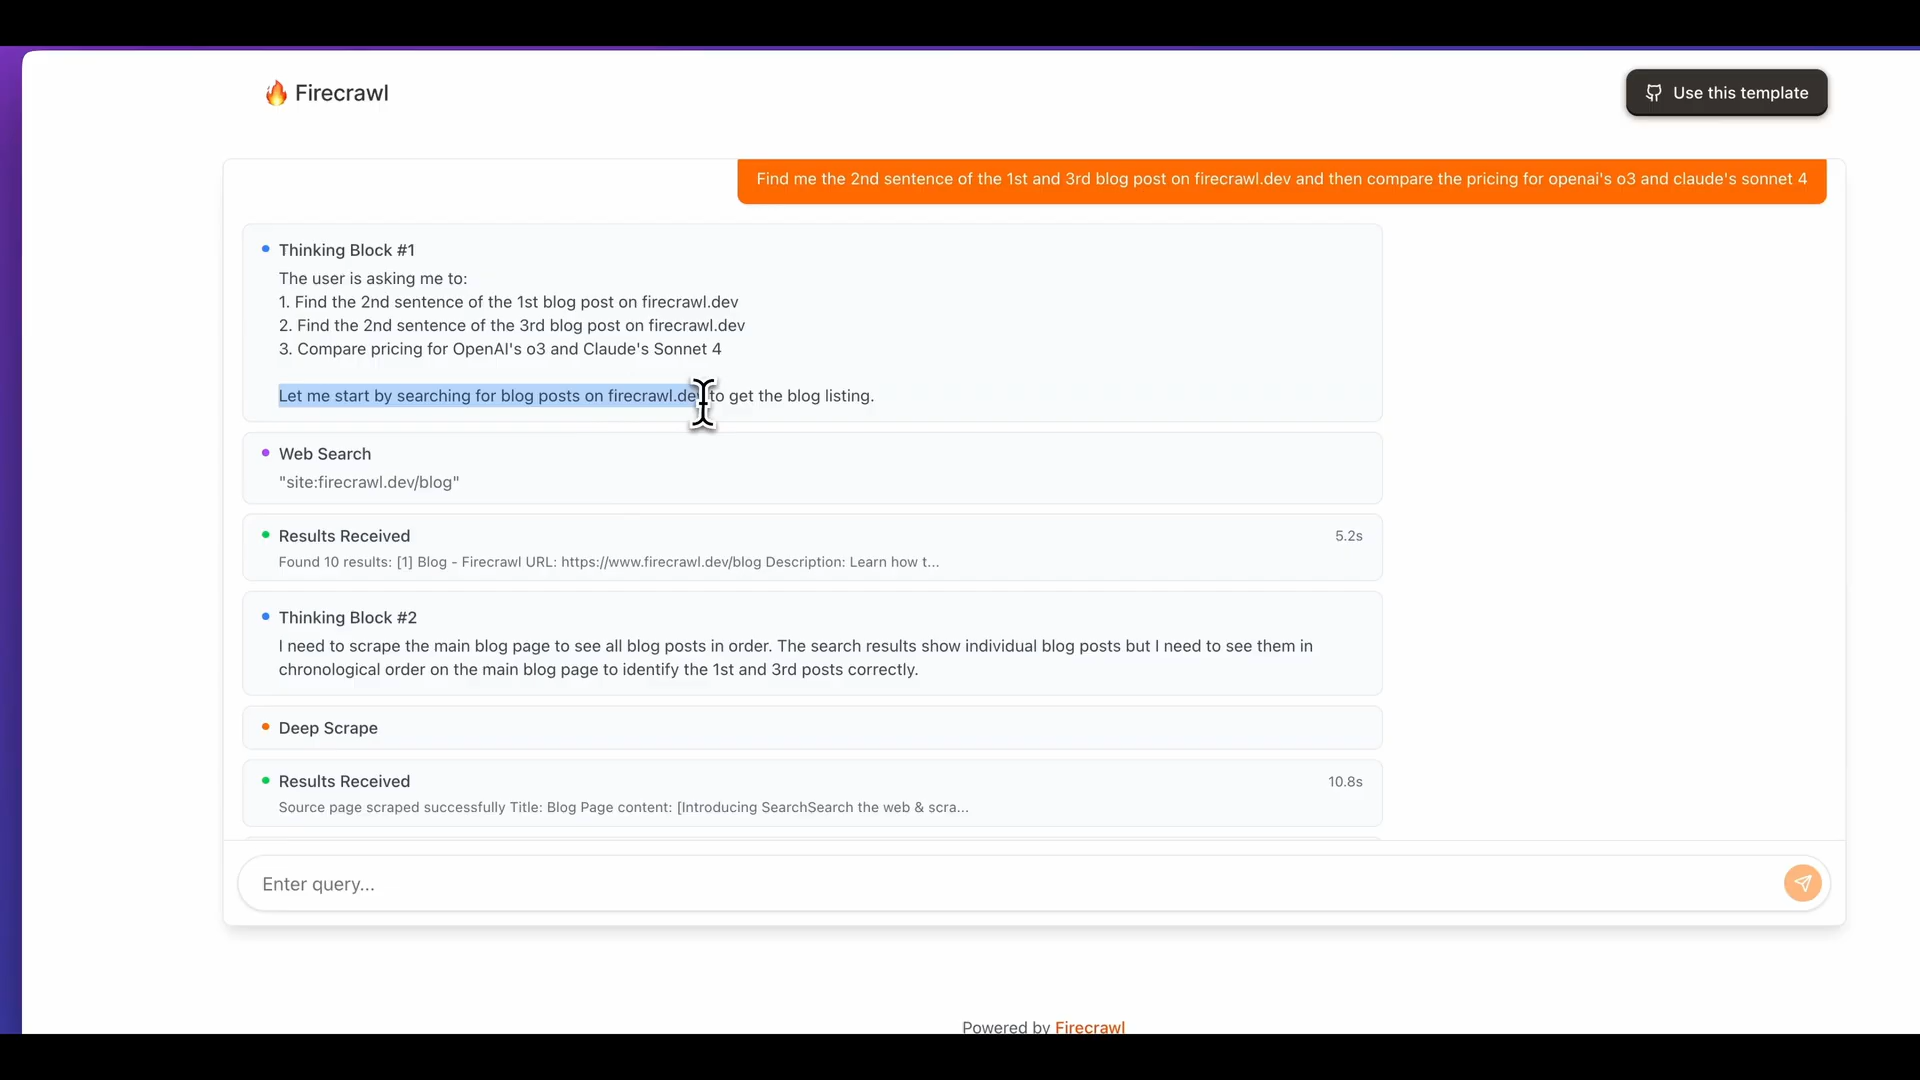 🔥 Firecrawl
Use this template
Find me the 2nd sentence of the 1st and 3rd blog post on firecrawl.dev and then compare the pricing for openai's o3 and claude's sonnet 4
Thinking Block #1
The user is asking me to:
1. Find the 2nd sentence of the 1st blog post on firecrawl.dev
2. Find the 2nd sentence of the 3rd blog post on firecrawl.dev
3. Compare pricing for OpenAI's o3 and Claude's Sonnet 4
Let me start by searching for blog posts on firecrawl.dev to get the blog listing.
Web Search
"site:firecrawl.dev/blog"
Results Received
5.2s
Found 10 results: [1] Blog - Firecrawl URL: https://www.firecrawl.dev/blog Description: Learn how t...
Thinking Block #2
I need to scrape the main blog page to see all blog posts in order. The search results show individual blog posts but I need to see them in
chronological order on the main blog page to identify the 1st and 3rd posts correctly.
Deep Scrape
Results Received
10.8s
Source page scraped successfully Title: Blog Page content: [Introducing SearchSearch the web & scra...
Enter query...
Powered by Firecrawl